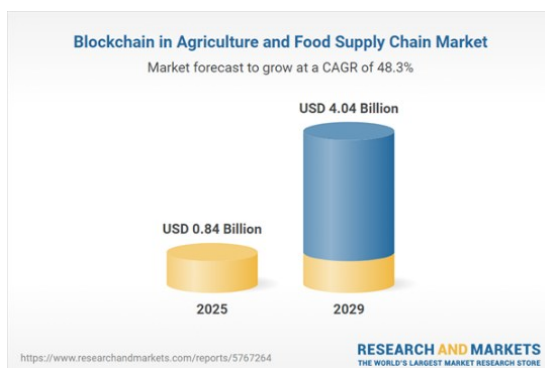 Blockchain in Agriculture and Food Supply Chain Market
Market forecast to grow at a CAGR of 48.3%
USD 4.04 Billion
USD 0.84 Billion
2025
2029
https://www.researchandmarkets.com/reports/5767264
RESEARCH AND MARKETS
THE WORLD'S LARGEST MARKET RESEARCH STORE